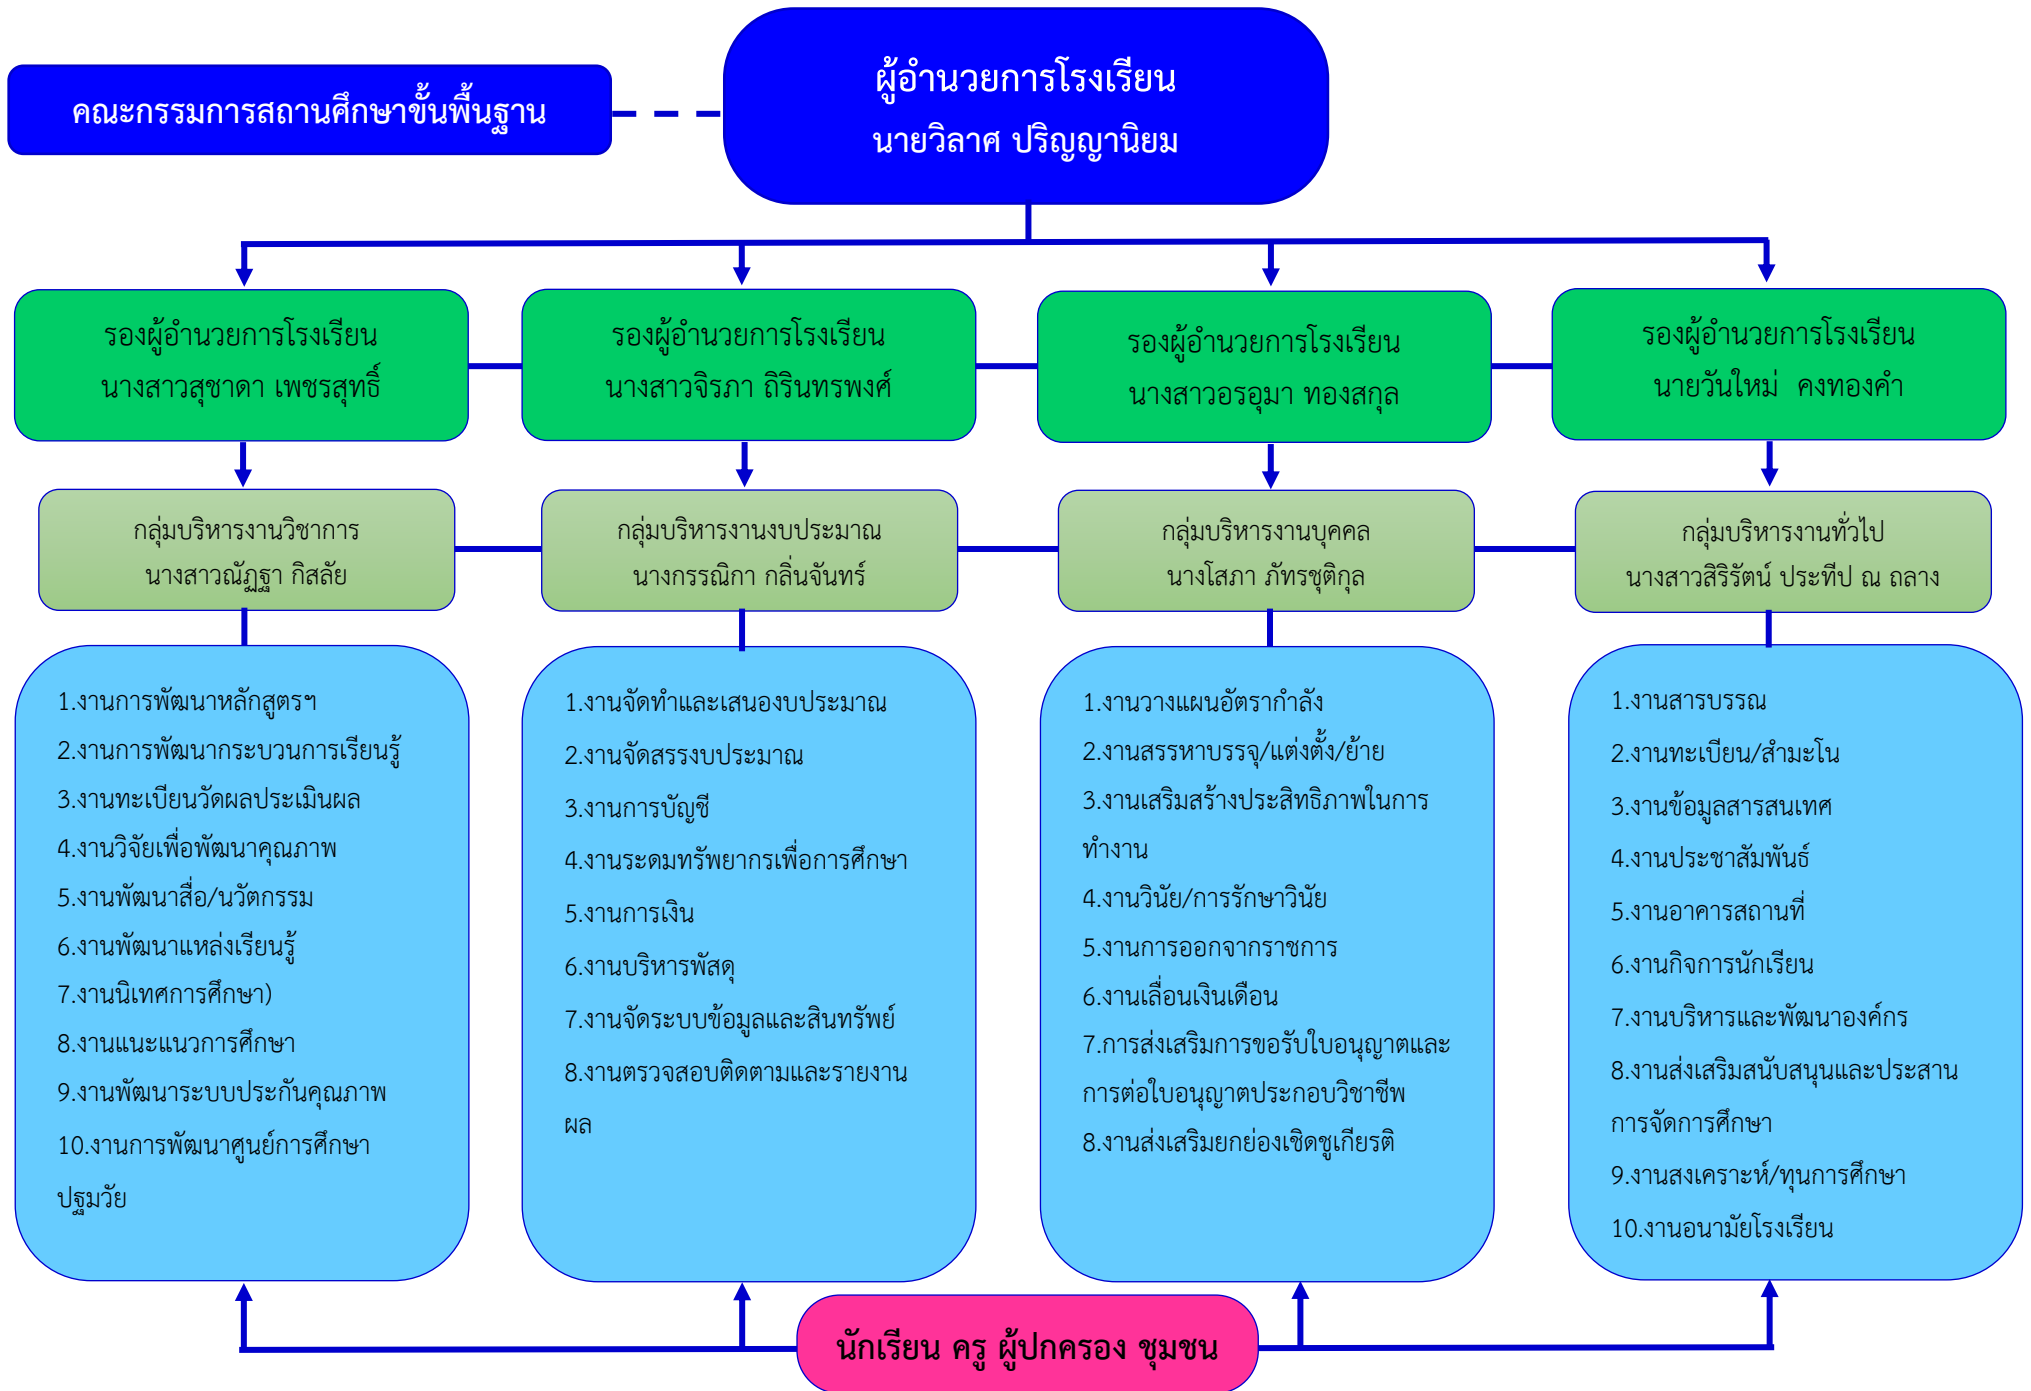 ผู้อำนวยการโรงเรียน
นายวิลาศ ปริญญานิยม
คณะกรรมการสถานศึกษาขั้นพื้นฐาน
รองผู้อำนวยการโรงเรียน
นางสาวสุชาดา เพชรสุทธิ์
รองผู้อำนวยการโรงเรียน
นางสาวจิรภา ถิรินทรพงศ์
รองผู้อำนวยการโรงเรียน
นางสาวอรอุมา ทองสกุล
รองผู้อำนวยการโรงเรียน
นายวันใหม่ คงทองคำ
กลุ่มบริหารงานวิชาการ
นางสาวณัฏฐา กิสลัย
กลุ่มบริหารงานงบประมาณ
นางกรรณิกา กลิ่นจันทร์
กลุ่มบริหารงานบุคคล
นางโสภา ภัทรชุติกุล
กลุ่มบริหารงานทั่วไป
นางสาวสิริรัตน์ ประทีป ณ ถลาง
1.งานการพัฒนาหลักสูตรฯ
2.งานการพัฒนากระบวนการเรียนรู้
3.งานทะเบียนวัดผลประเมินผล
4.งานวิจัยเพื่อพัฒนาคุณภาพ
5.งานพัฒนาสื่อ/นวัตกรรม
6.งานพัฒนาแหล่งเรียนรู้
7.งานนิเทศการศึกษา)
8.งานแนะแนวการศึกษา
9.งานพัฒนาระบบประกันคุณภาพ
10.งานการพัฒนาศูนย์การศึกษา
ปฐมวัย
1.งานจัดทำและเสนองบประมาณ
2.งานจัดสรรงบประมาณ
3.งานการบัญชี
4.งานระดมทรัพยากรเพื่อการศึกษา
5.งานการเงิน
6.งานบริหารพัสดุ
7.งานจัดระบบข้อมูลและสินทรัพย์
8.งานตรวจสอบติดตามและรายงาน
ผล
1.งานวางแผนอัตรากำลัง
2.งานสรรหาบรรจุ/แต่งตั้ง/ย้าย
3.งานเสริมสร้างประสิทธิภาพในการ
ทำงาน
4.งานวินัย/การรักษาวินัย
5.งานการออกจากราชการ
6.งานเลื่อนเงินเดือน
7.การส่งเสริมการขอรับใบอนุญาตและ
การต่อใบอนุญาตประกอบวิชาชีพ
8.งานส่งเสริมยกย่องเชิดชูเกียรติ
1.งานสารบรรณ
2.งานทะเบียน/สำมะโน
3.งานข้อมูลสารสนเทศ
4.งานประชาสัมพันธ์
5.งานอาคารสถานที่
6.งานกิจการนักเรียน
7.งานบริหารและพัฒนาองค์กร
8.งานส่งเสริมสนับสนุนและประสาน
การจัดการศึกษา
9.งานสงเคราะห์/ทุนการศึกษา
10.งานอนามัยโรงเรียน
นักเรียน ครู ผู้ปกครอง ชุมชน